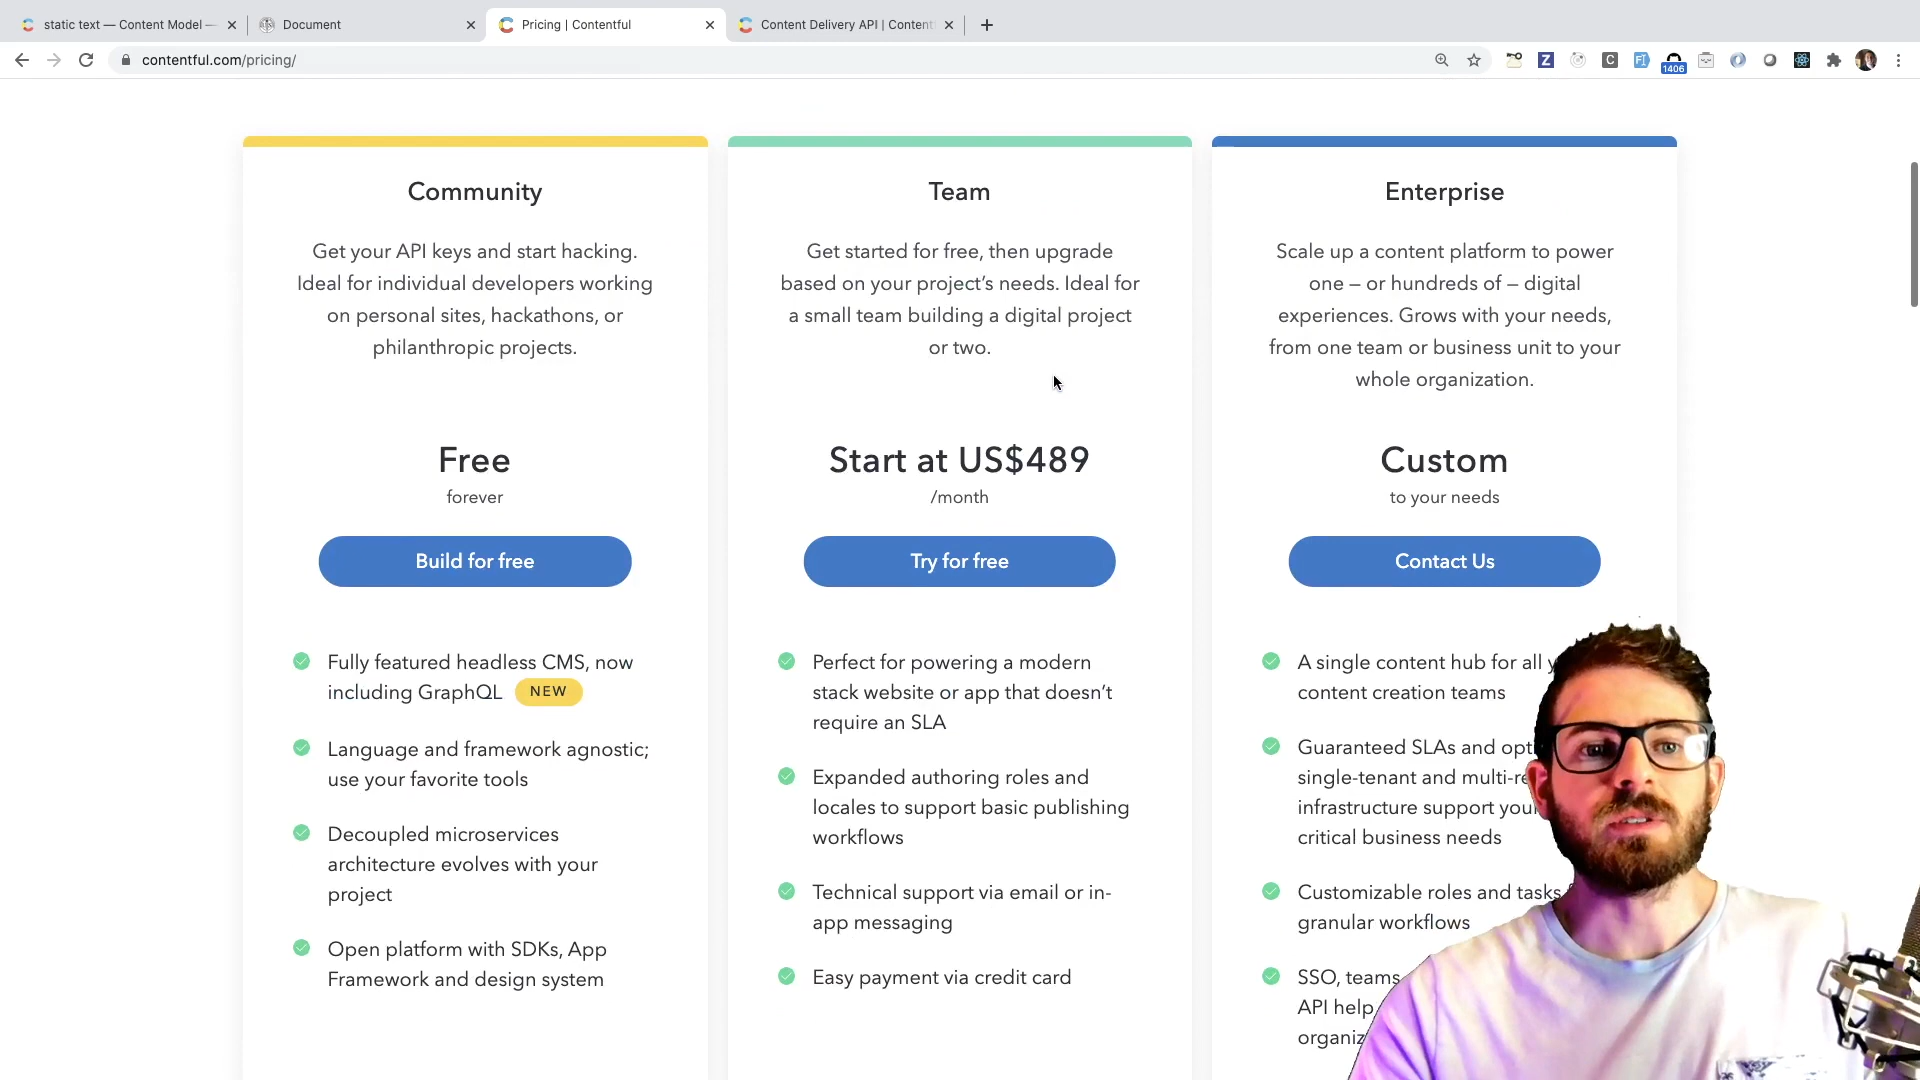 static text — Content Model —
Document
Pricing | Contentful
Content Delivery API | Content
contentful.com/pricing/
1406
Community
Get your API keys and start hacking.
Ideal for individual developers working
on personal sites, hackathons, or
philanthropic projects.
Free
forever
Build for free
Fully featured headless CMS, now
including GraphQL NEW
Language and framework agnostic;
use your favorite tools
Decoupled microservices
architecture evolves with your
project
Open platform with SDKs, App
Framework and design system
Team
Get started for free, then upgrade
based on your project’s needs. Ideal for
a small team building a digital project
or two.
Start at US$489
/month
Try for free
Perfect for powering a modern
stack website or app that doesn’t
require an SLA
Expanded authoring roles and
locales to support basic publishing
workflows
Technical support via email or in-
app messaging
Easy payment via credit card
Enterprise
Scale up a content platform to power
one – or hundreds of – digital
experiences. Grows with your needs,
from one team or business unit to your
whole organization.
Custom
to your needs
Contact Us
A single content hub for all
content creation teams
Guaranteed SLAs and
single-tenant and
infrastructure support
critical business needs
Customizable roles and tasks
granular workflows
SSO, teams
API help